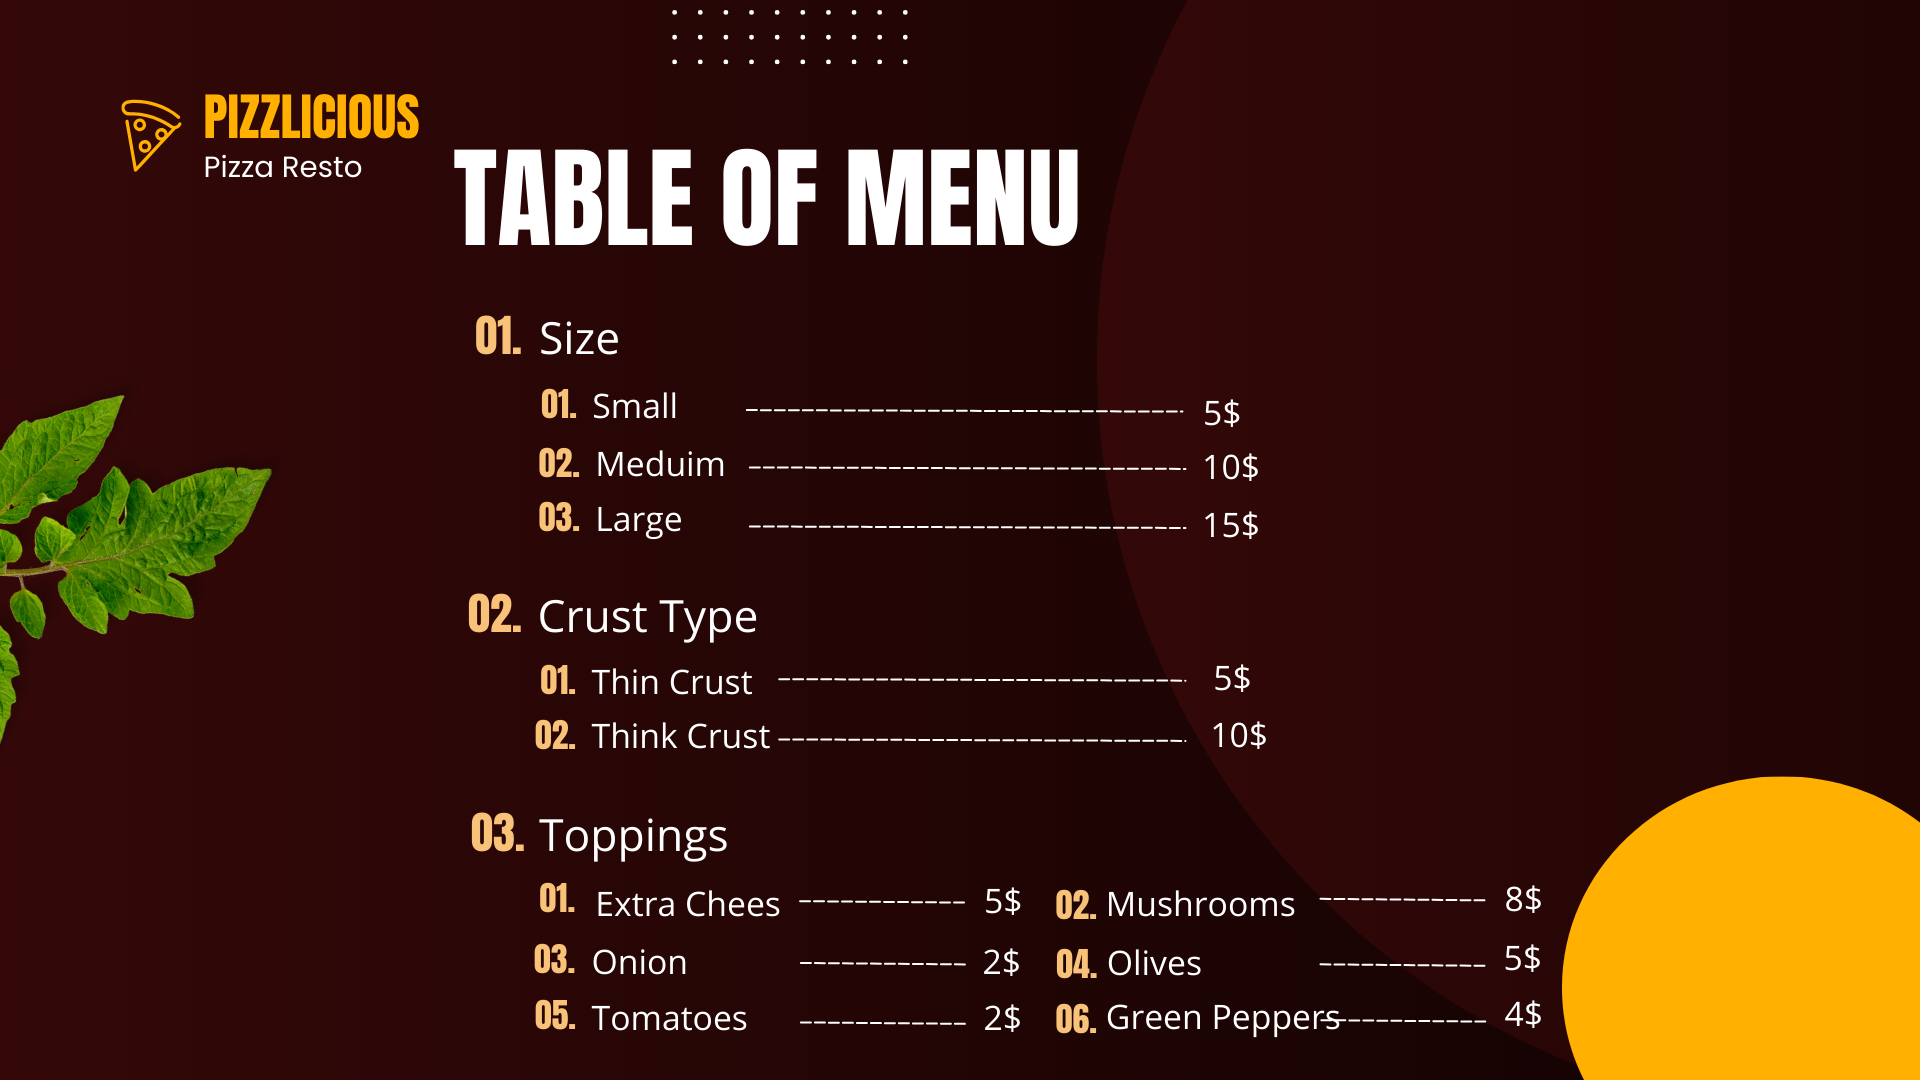 PIZZLICIOUS
Pizza Resto
TABLE OF MENU
01. Size
01. Small 5$
02. Meduim 10$
03. Large 15$
02. Crust Type
01. Thin Crust 5$
02. Think Crust 10$
03. Toppings
01. Extra Chees 5$ 02. Mushrooms 8$
03. Onion 2$ 04. Olives 5$
05. Tomatoes 2$ 06. Green Peppers 4$